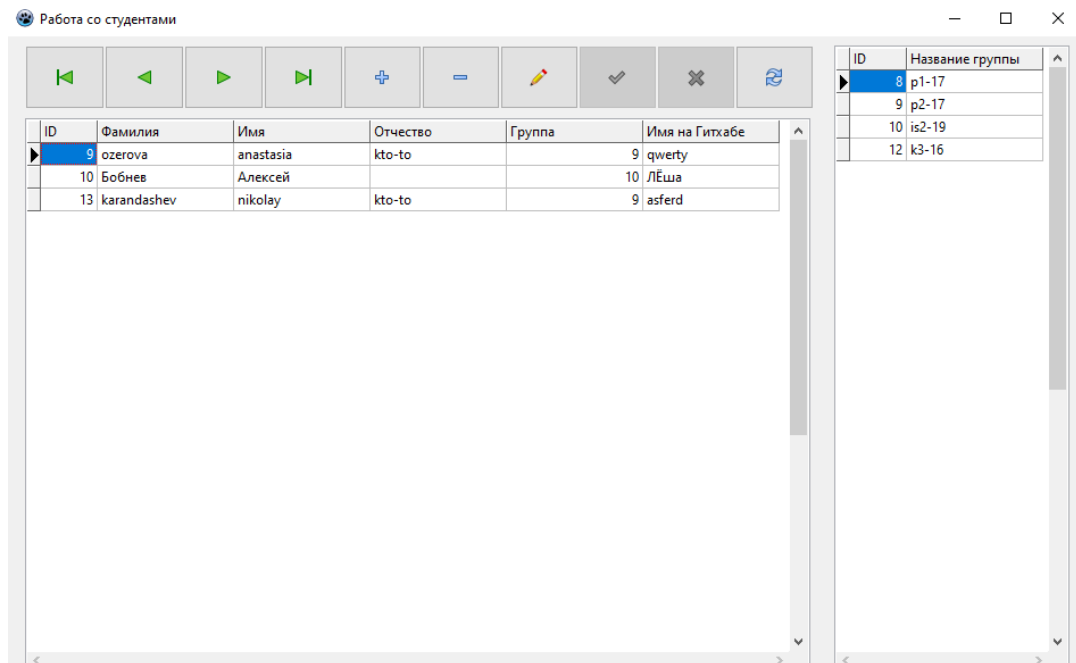 Работа со студентами
ID Фамилия Имя Отчество Группа Имя на Гитхабе
9 ozerova anastasia kto-to 9 qwerty
10 Бобнев Алексей 10 ЛЁша
13 karandashev nikolay kto-to 9 asferd
ID Название группы
8 p1-17
9 p2-17
10 is2-19
12 k3-16